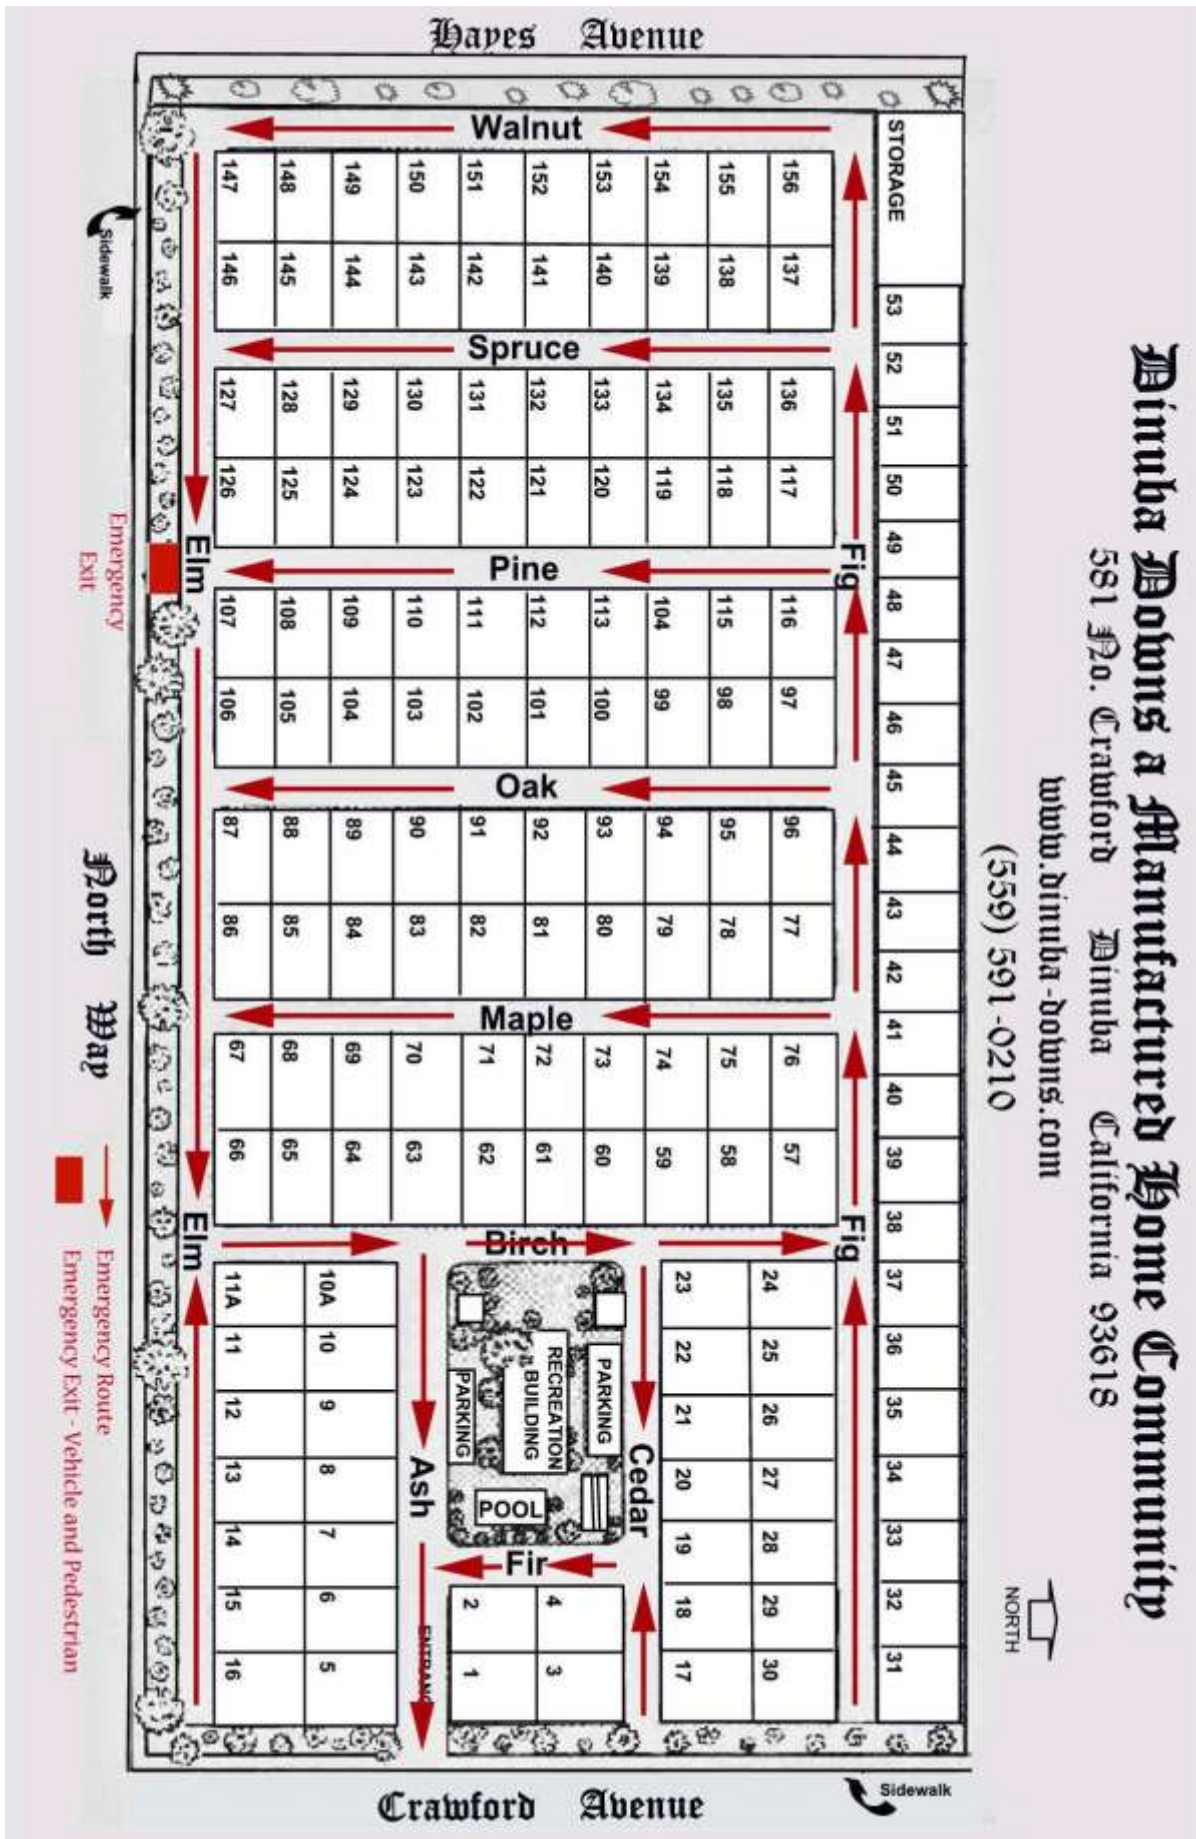 Hayes Avenue
Dinuba Downs a Manufactured Home Community
581 No. Crawford Dinuba California 93618
www.dinuba-downs.com
(559) 591-0210
NORTH
Walnut
STORAGE
147 148 149 150 151 152 153 154 155 156
146 145 144 143 142 141 140 139 138 137
Sidewalk
53
Spruce
52
127 128 129 130 131 132 133 134 135 136
51
126 125 124 123 122 121 120 119 118 117
50
49
Emergency
Exit
Elm
Pine
Fig
48
107 108 109 110 111 112 113 104 115 116
47
106 105 104 103 102 101 100 99 98 97
46
Oak
45
87 88 89 90 91 92 93 94 95 96
44
86 85 84 83 82 81 80 79 78 77
43
42
Maple
41
67 68 69 70 71 72 73 74 75 76
40
66 65 64 63 62 61 60 59 58 57
39
38
North Way
Emergency Route
Emergency Exit - Vehicle and Pedestrian
Elm
Birch
Fig
11A 10A
23 24
37
11 10
22 25
36
12 9
21 26
35
13 8
20 27
34
14 7
19 28
33
15 6
18 29
32
16 5
17 30
31
RECREATION
BUILDING
PARKING
PARKING
POOL
Ash
Cedar
Fir
2 4
1 3
Sidewalk
Crawford Avenue